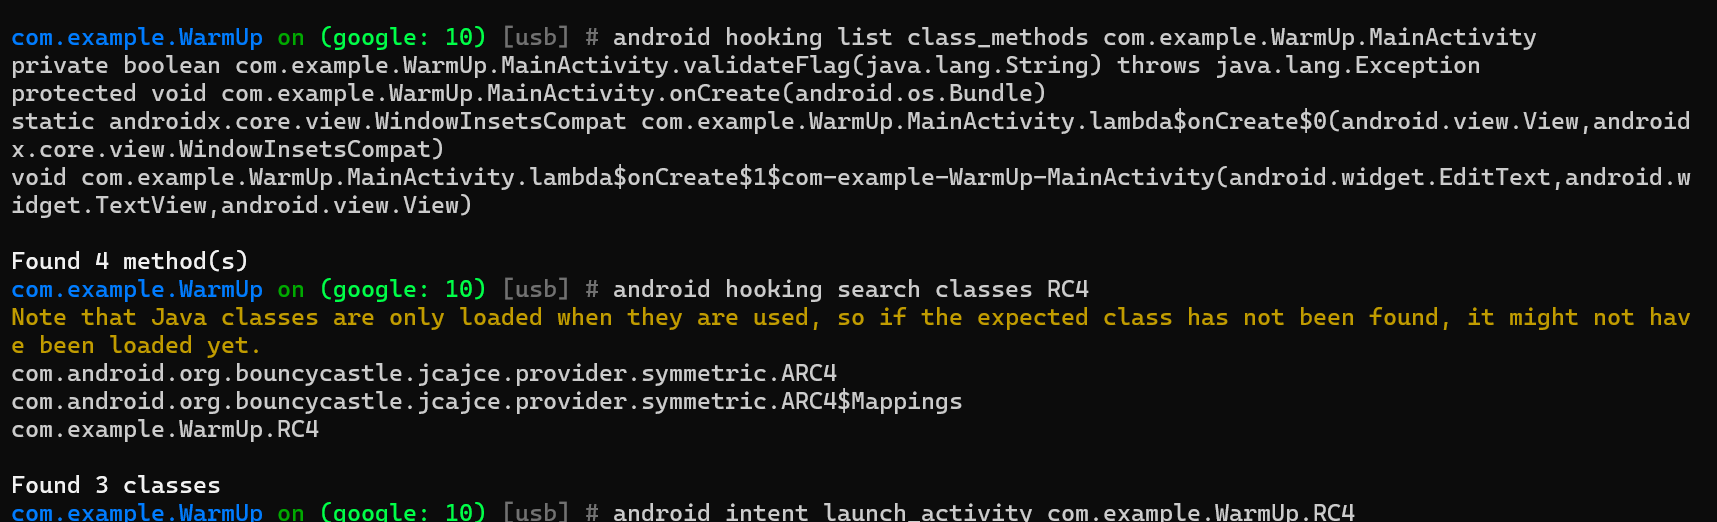 com.example.WarmUp on (google: 10) [usb] # android hooking list class_methods com.example.WarmUp.MainActivity
private boolean com.example.WarmUp.MainActivity.validateFlag(java.lang.String) throws java.lang.Exception
protected void com.example.WarmUp.MainActivity.onCreate(android.os.Bundle)
static androidx.core.view.WindowInsetsCompat com.example.WarmUp.MainActivity.lambda$onCreate$0(android.view.View,android
x.core.view.WindowInsetsCompat)
void com.example.WarmUp.MainActivity.lambda$onCreate$1$com-example-WarmUp-MainActivity(android.widget.EditText,android.w
idget.TextView,android.view.View)
Found 4 method(s)
com.example.WarmUp on (google: 10) [usb] # android hooking search classes RC4
Note that Java classes are only loaded when they are used, so if the expected class has not been found, it might not hav
e been loaded yet.
com.android.org.bouncycastle.jcajce.provider.symmetric.ARC4
com.android.org.bouncycastle.jcajce.provider.symmetric.ARC4$Mappings
com.example.WarmUp.RC4
Found 3 classes
com.example.WarmUp on (google: 10) [usb] # android intent launch_activity com.example.WarmUp.RC4